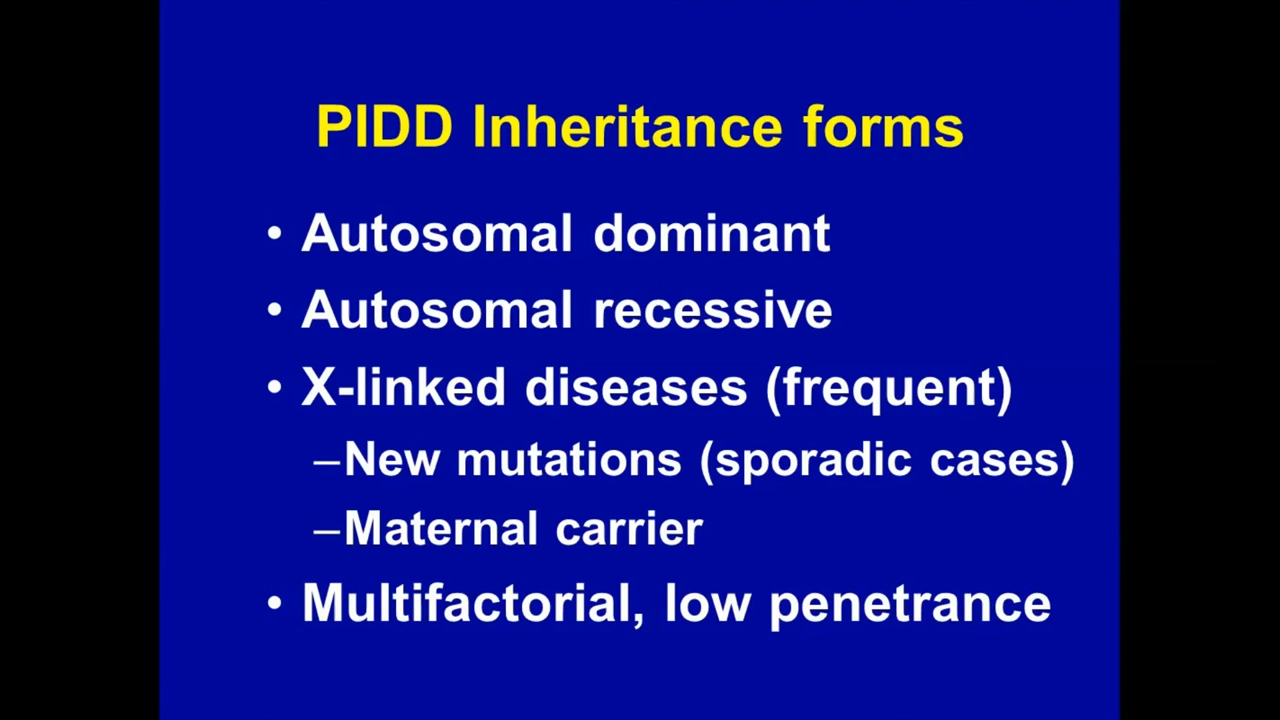 PIDD Inheritance forms
• Autosomal dominant
• Autosomal recessive
• X-linked diseases (frequent)
–New mutations (sporadic cases)
–Maternal carrier
• Multifactorial, low penetrance